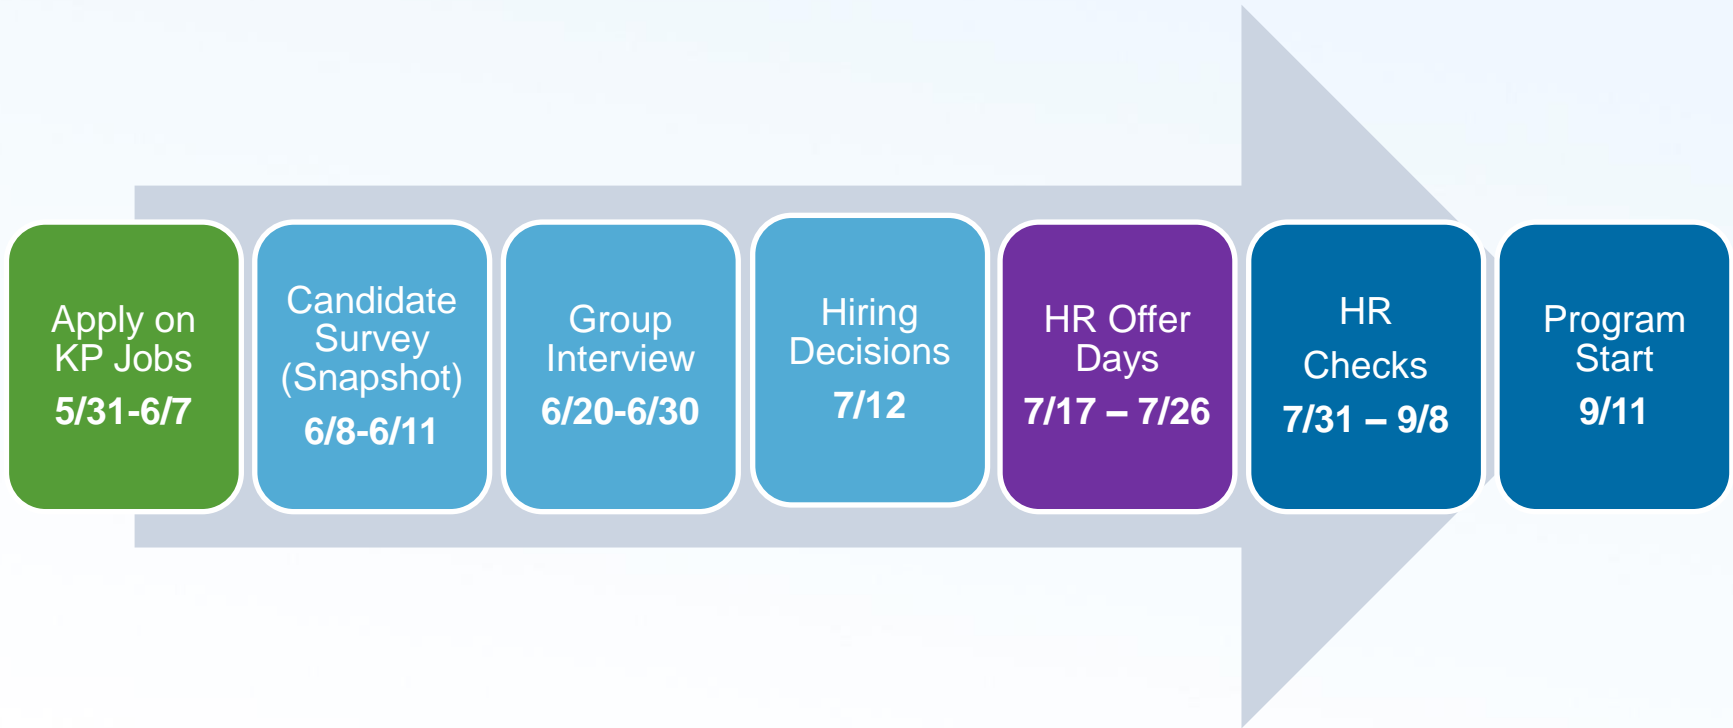 Apply on
KP Jobs
5/31-6/7
Candidate
Survey
(Snapshot)
6/8-6/11
Group
Interview
6/20-6/30
Hiring
Decisions
7/12
HR Offer
Days
7/17 – 7/26
HR
Checks
7/31 – 9/8
Program
Start
9/11